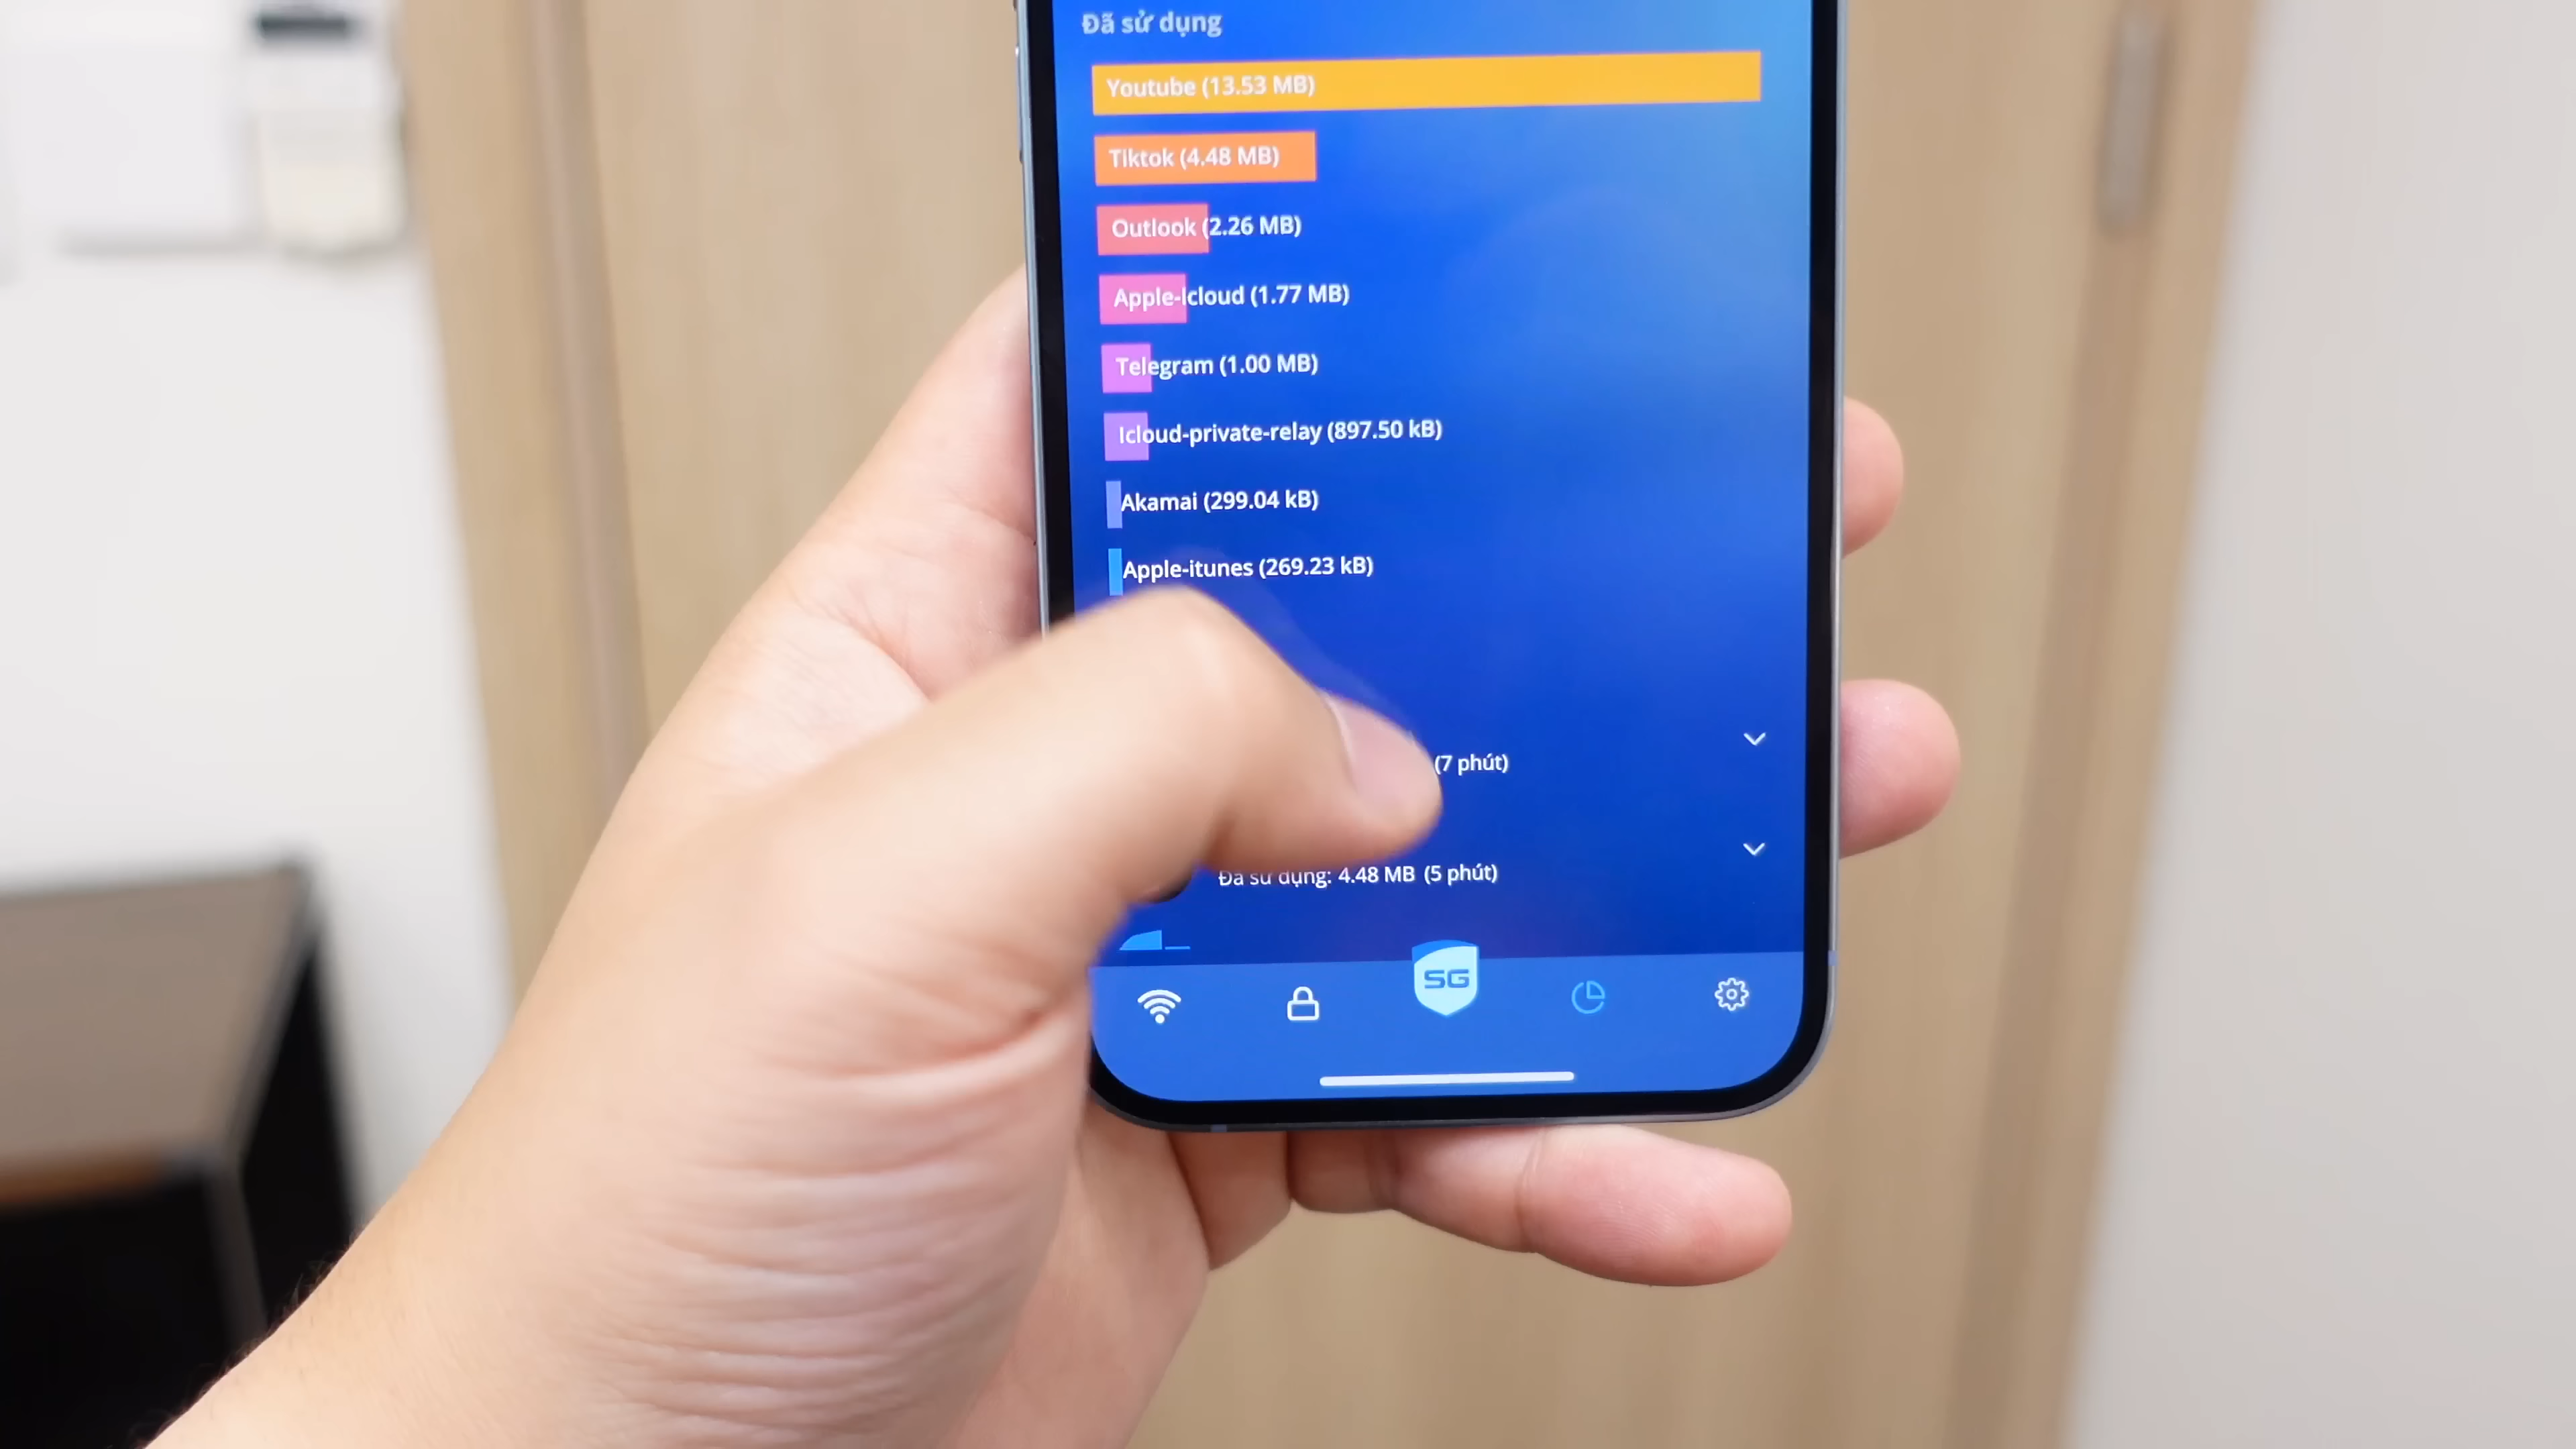 Đã sử dụng
Youtube (13.53 MB)
Tiktok (4.48 MB)
Outlook (2.26 MB)
Apple-Icloud (1.77 MB)
Telegram (1.00 MB)
Icloud-private-relay (897.50 kB)
Akamai (299.04 kB)
Apple-itunes (269.23 kB)
(7 phút)
Đã sử dụng: 4.48 MB (5 phút)
SG